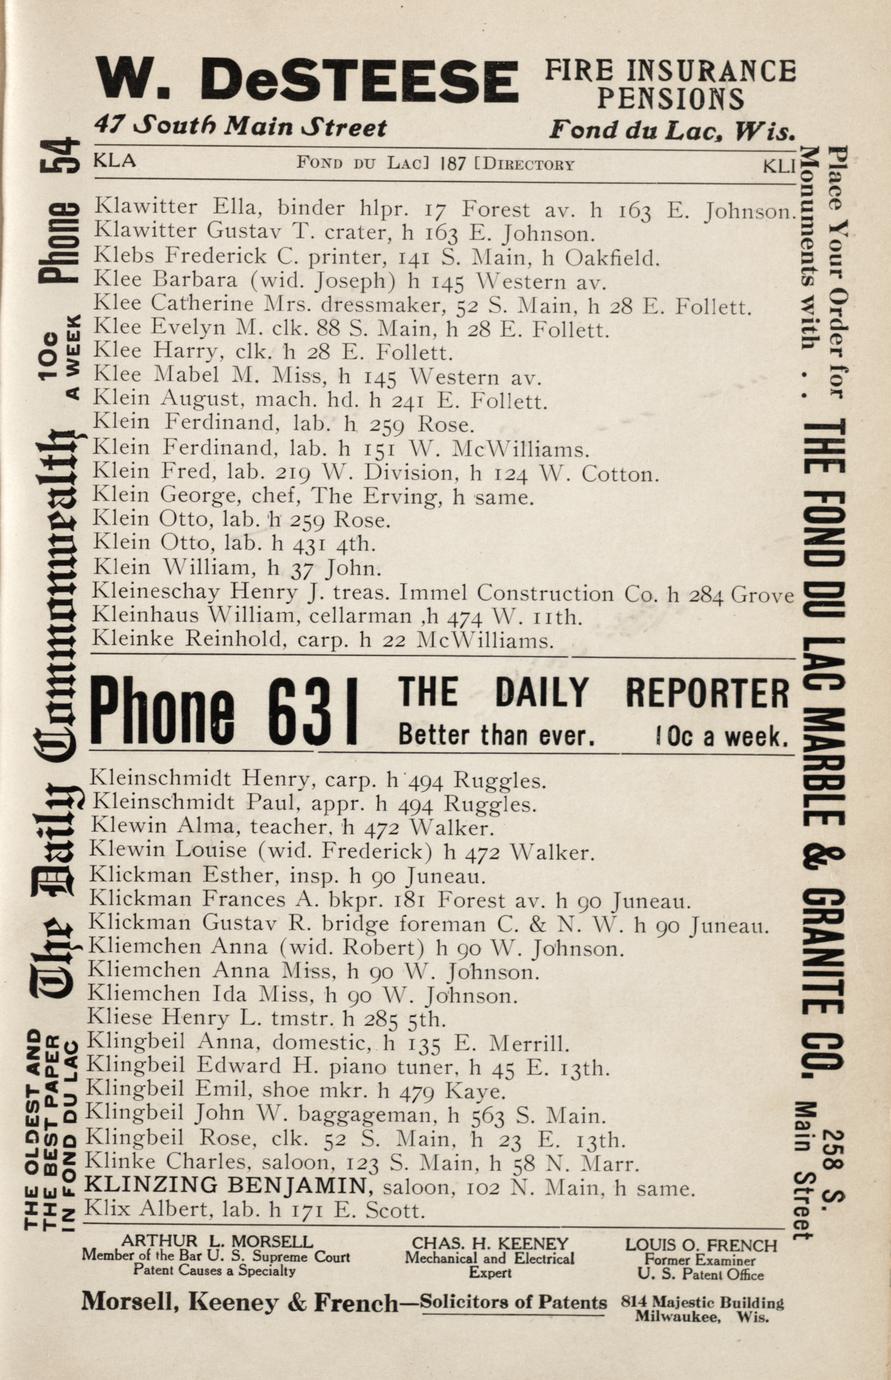 W. DeSTEESE
FIRE INSURANCE
PENSIONS
47 South Main Street
Fond du Lac, Wis.
KLA FOND DU LAC] 187 [DIRECTORY KLI
Klawitter Ella, binder hlpr. 17 Forest av. h 163 E. Johnson.
Klawitter Gustav T. crater, h 163 E. Johnson.
Klebs Frederick C. printer, 141 S. Main, h Oakfield.
Klee Barbara (wid. Joseph) h 145 Western av.
Klee Catherine Mrs. dressmaker, 52 S. Main, h 28 E. Follett.
Klee Evelyn M. clk. 88 S. Main, h 28 E. Follett.
Klee Harry, clk. h 28 E. Follett.
Klee Mabel M. Miss, h 145 Western av.
Klein August, mach. hd. h 241 E. Follett.
Klein Ferdinand, lab. h 259 Rose.
Klein Ferdinand, lab. h 151 W. McWilliams.
Klein Fred, lab. 219 W. Division, h 124 W. Cotton.
Klein George, chef, The Erving, h same.
Klein Otto, lab. h 259 Rose.
Klein Otto, lab. h 431 4th.
Klein William, h 37 John.
Kleineschay Henry J. treas. Immel Construction Co. h 284 Grove
Kleinhaus William, cellarman ,h 474 W. 11th.
Kleinke Reinhold, carp. h 22 McWilliams.
Phone 631
THE DAILY REPORTER
Better than ever. 10c a week.
Kleinschmidt Henry, carp. h 494 Ruggles.
Kleinschmidt Paul, appr. h 494 Ruggles.
Klewin Alma, teacher, h 472 Walker.
Klewin Louise (wid. Frederick) h 472 Walker.
Klickman Esther, insp. h 90 Juneau.
Klickman Frances A. bkpr. 181 Forest av. h 90 Juneau.
Klickman Gustav R. bridge foreman C. & N. W. h 90 Juneau.
Kliemchen Anna (wid. Robert) h 90 W. Johnson.
Kliemchen Anna Miss, h 90 W. Johnson.
Kliemchen Ida Miss, h 90 W. Johnson.
Kliese Henry L. tmstr. h 285 5th.
Klingbeil Anna, domestic, h 135 E. Merrill.
Klingbeil Edward H. piano tuner, h 45 E. 13th.
Klingbeil Emil, shoe mkr. h 479 Kaye.
Klingbeil John W. baggageman, h 563 S. Main.
Klingbeil Rose, clk. 52 S. Main, h 23 E. 13th.
Klinke Charles, saloon, 123 S. Main, h 58 N. Marr.
KLINZING BENJAMIN, saloon, 102 N. Main, h same.
Klix Albert, lab. h 171 E. Scott.
ARTHUR L. MORSELL
Member of the Bar U. S. Supreme Court
Patent Causes a Specialty
CHAS. H. KEENEY
Mechanical and Electrical
Expert
LOUIS O. FRENCH
Former Examiner
U. S. Patent Office
Morsell, Keeney & French—Solicitors of Patents
814 Majestic Building
Milwaukee, Wis.
THE OLDEST AND
THE BEST PAPER
IN FOND DU LAC
The Daily Commonwealth
10c
A WEEK
Phone 54
Place Your Order for
Monuments with . .
THE FOND DU LAC MARBLE & GRANITE CO.
258 S.
Main Street